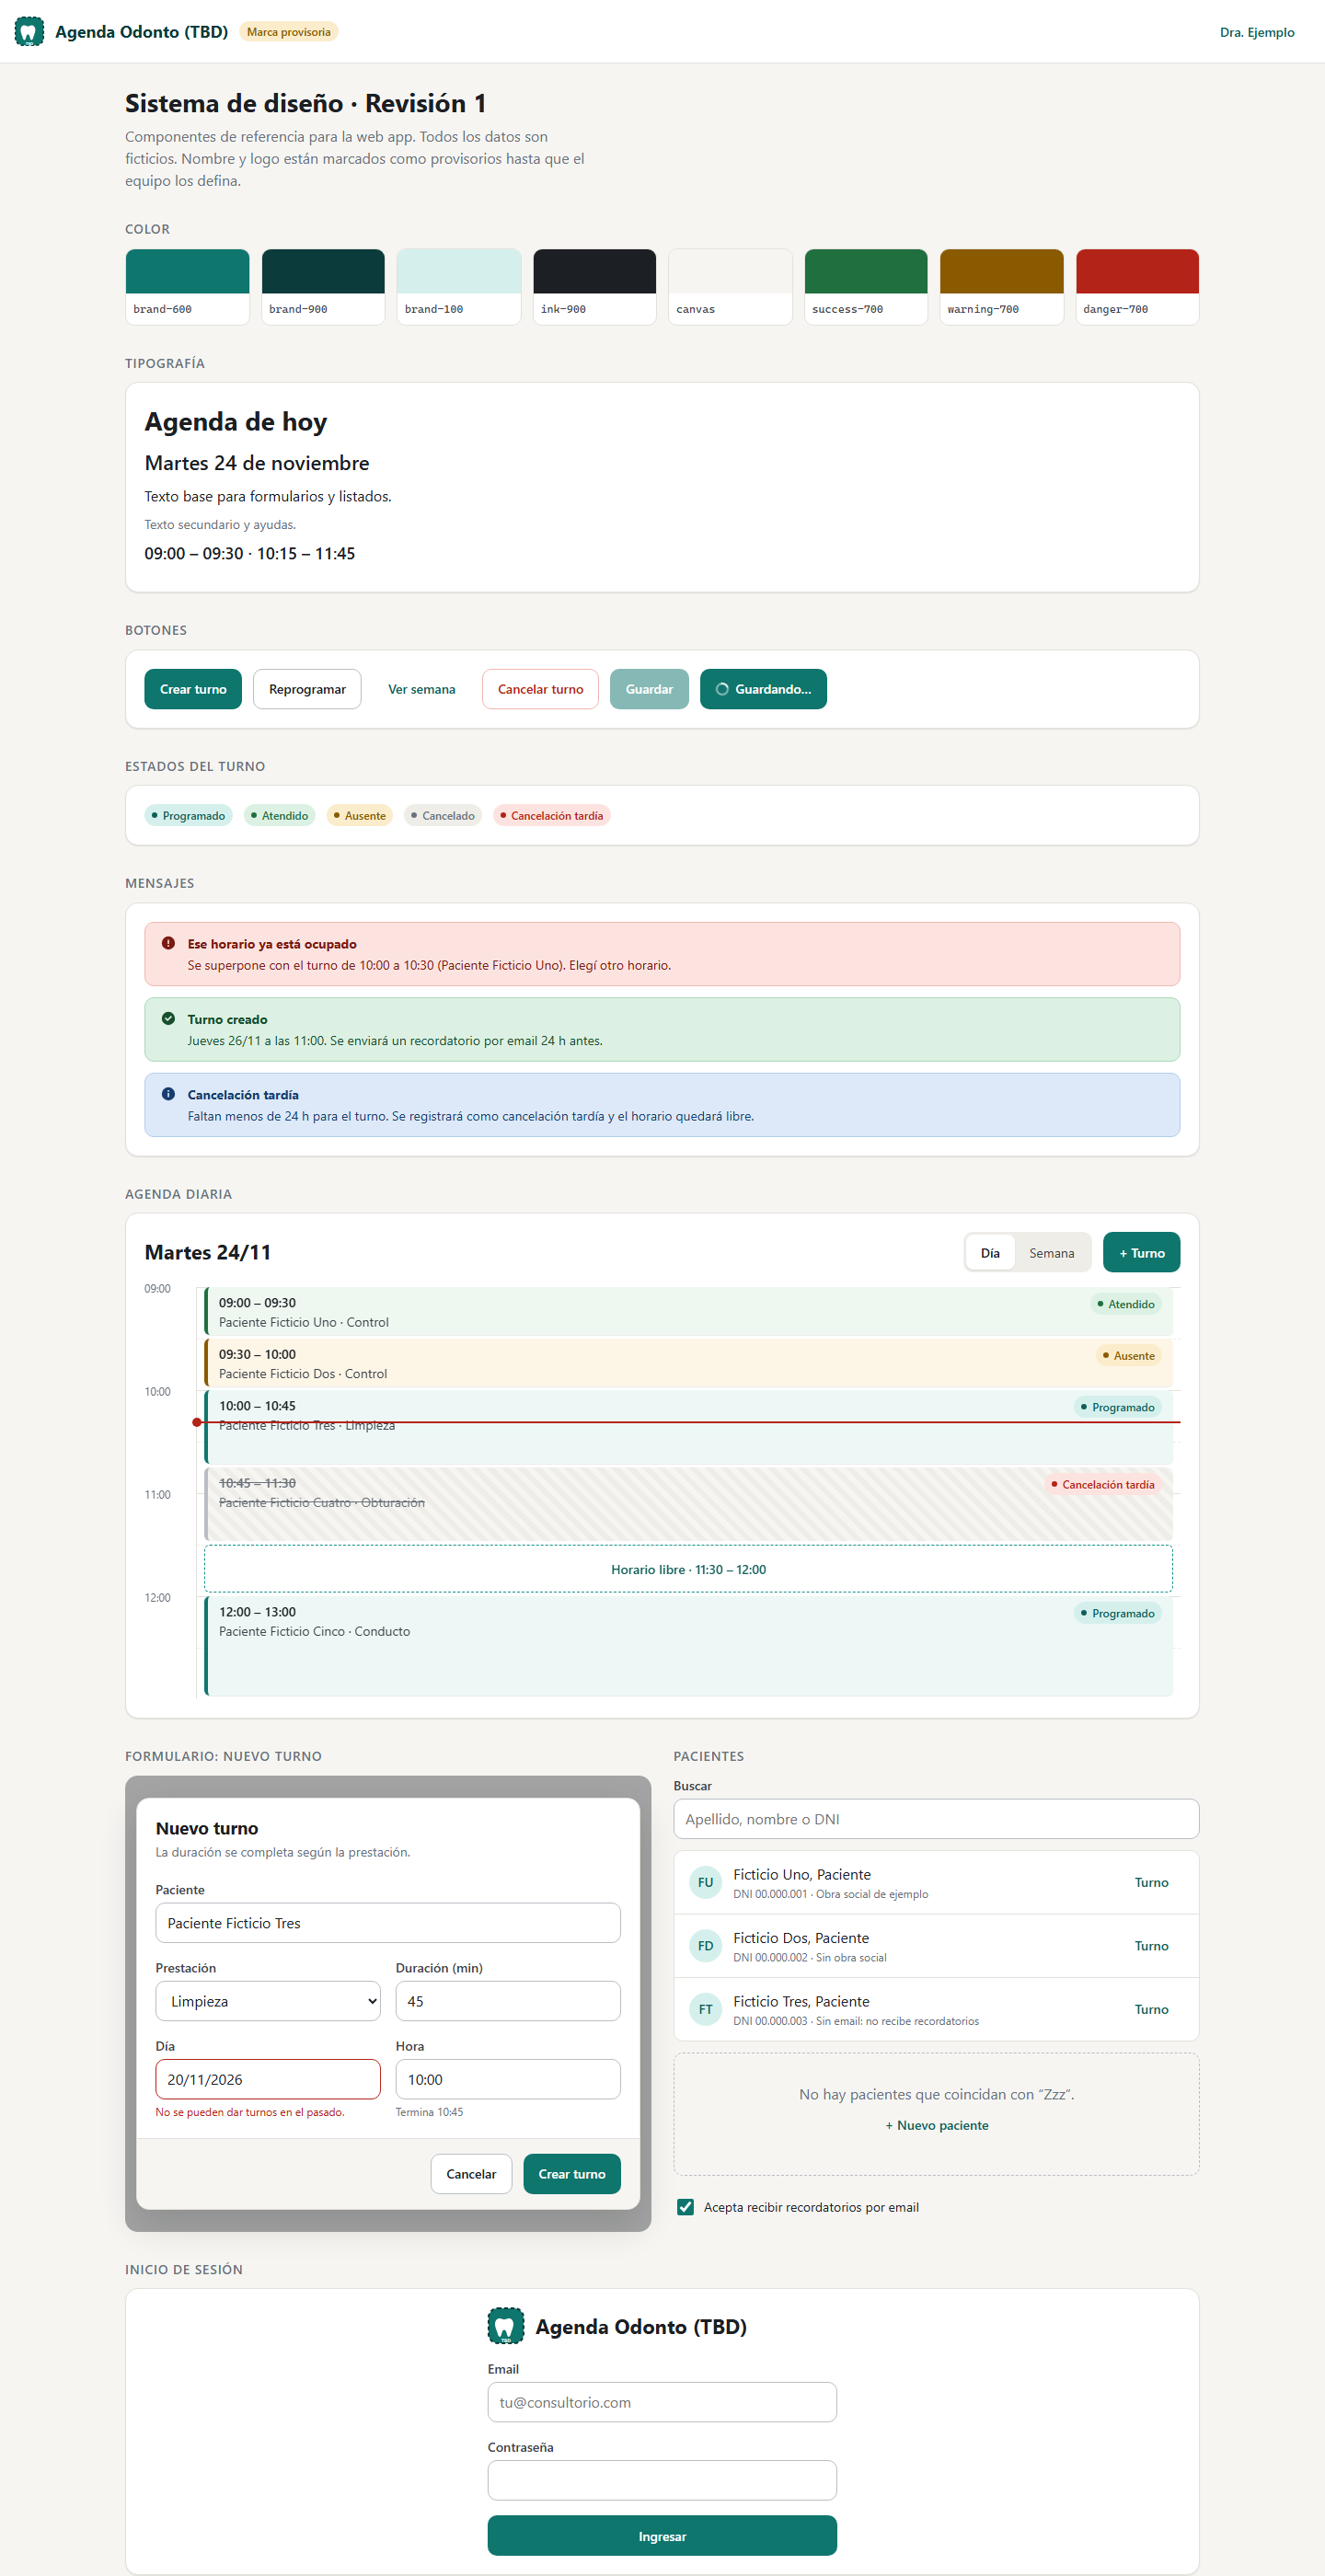 Agenda Odonto (TBD) Marca provisoria Dra. Ejemplo
Sistema de diseño · Revisión 1
Componentes de referencia para la web app. Todos los datos son
ficticios. Nombre y logo están marcados como provisorios hasta que el
equipo los defina.
COLOR
brand-600 brand-900 brand-100 ink-900 canvas success-700 warning-700 danger-700
TIPOGRAFÍA
Agenda de hoy
Martes 24 de noviembre
Texto base para formularios y listados.
Texto secundario y ayudas.
09:00 – 09:30 · 10:15 – 11:45
BOTONES
Crear turno Reprogramar Ver semana Cancelar turno Guardar Guardando...
ESTADOS DEL TURNO
Programado Atendido Ausente Cancelado Cancelación tardía
MENSAJES
Ese horario ya está ocupado
Se superpone con el turno de 10:00 a 10:30 (Paciente Ficticio Uno). Elegí otro horario.
Turno creado
Jueves 26/11 a las 11:00. Se enviará un recordatorio por email 24 h antes.
Cancelación tardía
Faltan menos de 24 h para el turno. Se registrará como cancelación tardía y el horario quedará libre.
AGENDA DIARIA
Martes 24/11 Día Semana + Turno
09:00
09:00 – 09:30 Atendido
Paciente Ficticio Uno · Control
09:30 – 10:00 Ausente
Paciente Ficticio Dos · Control
10:00
10:00 – 10:45 Programado
Paciente Ficticio Tres · Limpieza
10:45 – 11:30 Cancelación tardía
11:00
Paciente Ficticio Cuatro · Obturación
Horario libre · 11:30 – 12:00
12:00
12:00 – 13:00 Programado
Paciente Ficticio Cinco · Conducto
FORMULARIO: NUEVO TURNO
Nuevo turno
La duración se completa según la prestación.
Paciente
Paciente Ficticio Tres
Prestación Duración (min)
Limpieza 45
Día Hora
20/11/2026 10:00
No se pueden dar turnos en el pasado. Termina 10:45
Cancelar Crear turno
PACIENTES
Buscar
Apellido, nombre o DNI
FU Ficticio Uno, Paciente Turno
DNI 00.000.001 · Obra social de ejemplo
FD Ficticio Dos, Paciente Turno
DNI 00.000.002 · Sin obra social
FT Ficticio Tres, Paciente Turno
DNI 00.000.003 · Sin email: no recibe recordatorios
No hay pacientes que coincidan con “Zzz”.
+ Nuevo paciente
Acepta recibir recordatorios por email
INICIO DE SESIÓN
Agenda Odonto (TBD)
Email
tu@consultorio.com
Contraseña
Ingresar